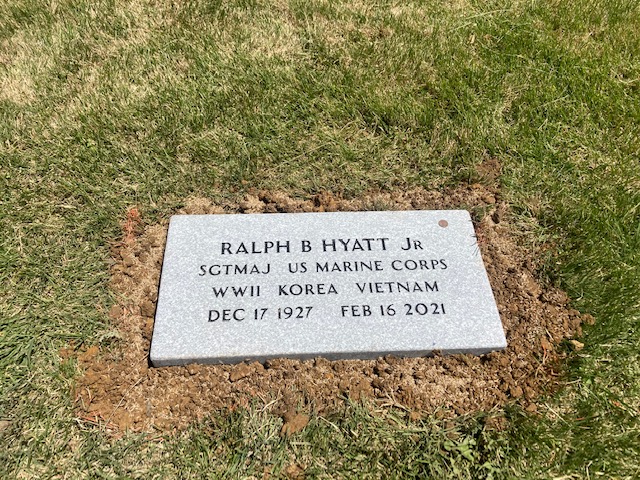 RALPH B HYATT JR
SGTMAJ US MARINE CORPS
WWII KOREA VIETNAM
DEC 17 1927 FEB 16 2021